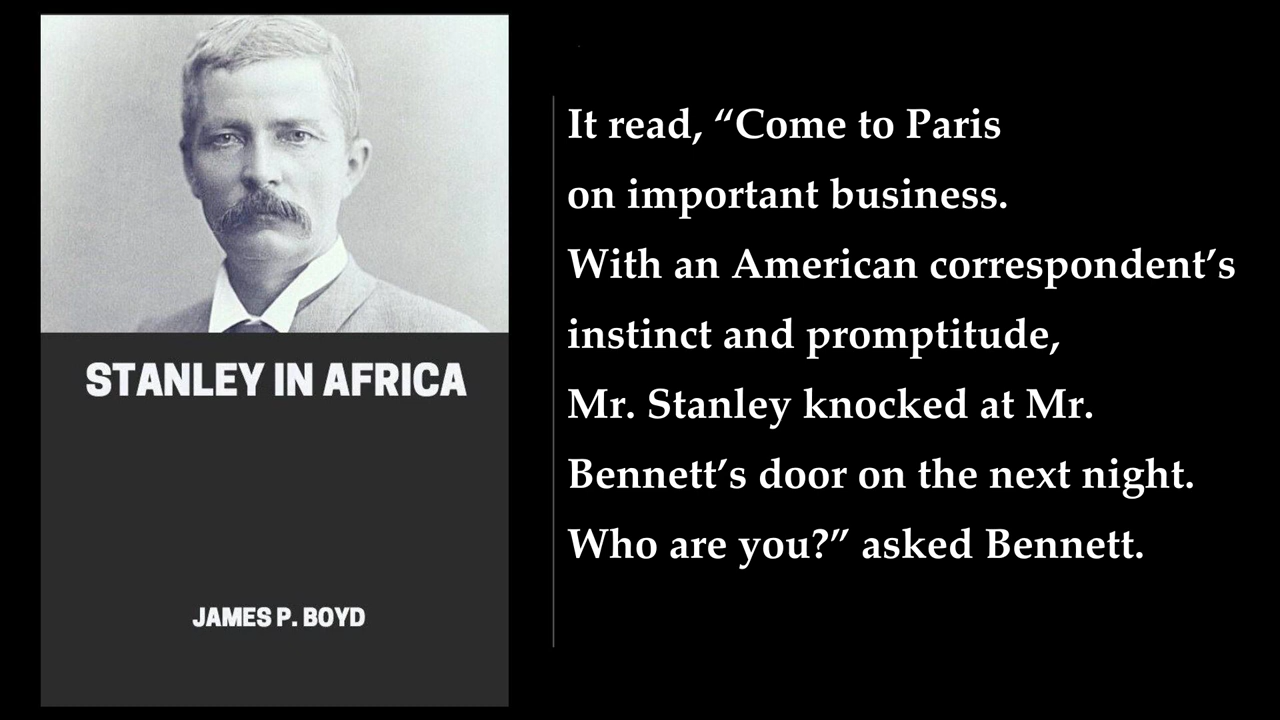 STANLEY IN AFRICA
JAMES P. BOYD
It read, “Come to Paris
on important business.
With an American correspondent’s
instinct and promptitude,
Mr. Stanley knocked at Mr.
Bennett’s door on the next night.
Who are you?” asked Bennett.